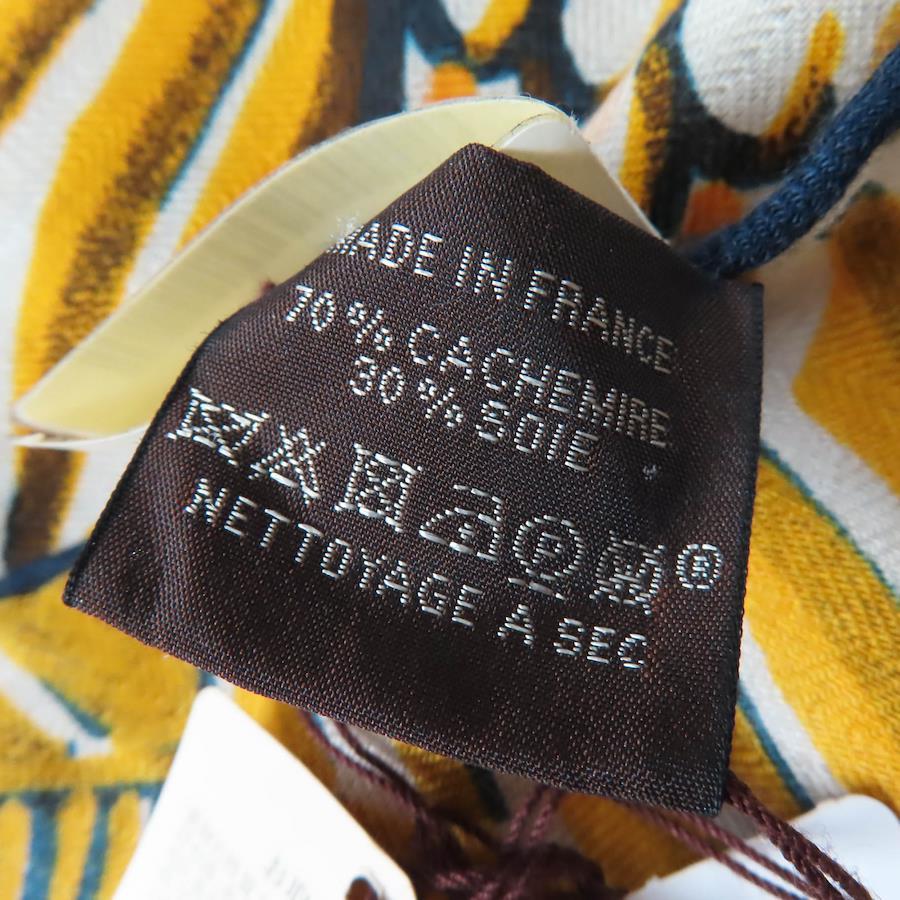 MADE IN FRANCE
70 % CACHEMIRE
30 % SOIE
P ®
NETTOYAGE A SEC